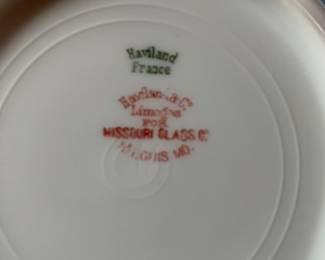 Haviland
France
Haviland & Co.
Limoges
FOR
MISSOURI GLASS Co.
ST. LOUIS MO.